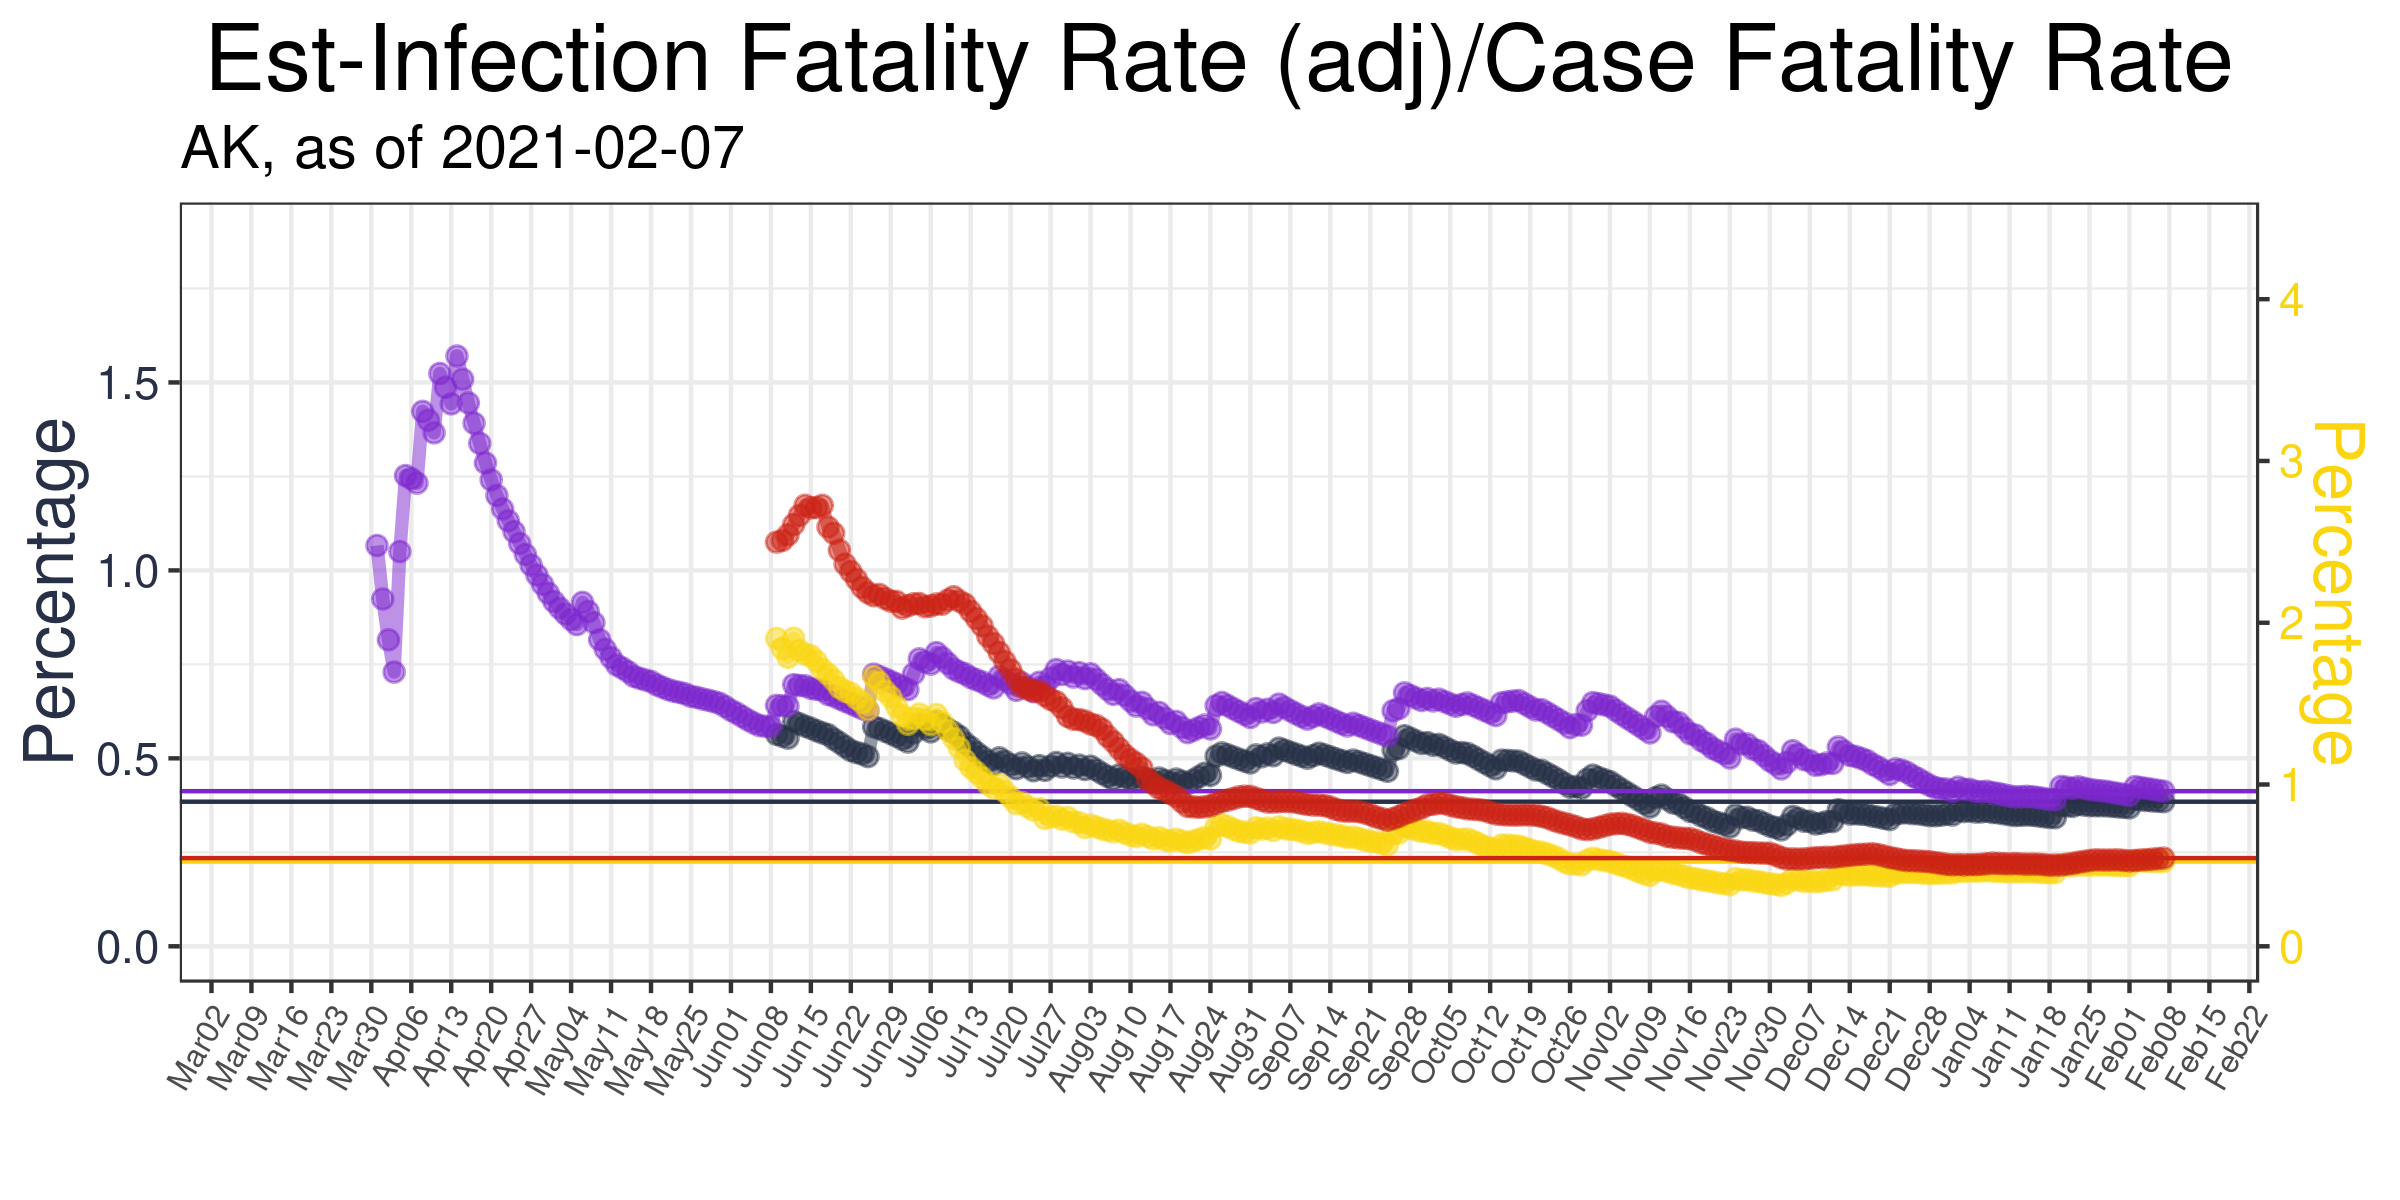 Est-Infection Fatality Rate (adj)/Case Fatality Rate
AK, as of 2021-02-07
Percentage
1.5
1.0
0.5
0.0
4
3
2
1
0
Percentage
Mar02
Mar09
Mar16
Mar23
Mar30
Apr06
Apr13
Apr20
Apr27
May04
May11
May18
May25
Jun01
Jun08
Jun15
Jun22
Jun29
Jul06
Jul13
Jul20
Jul27
Aug03
Aug10
Aug17
Aug24
Aug31
Sep07
Sep14
Sep21
Sep28
Oct05
Oct12
Oct19
Oct26
Nov02
Nov09
Nov16
Nov23
Nov30
Dec07
Dec14
Dec21
Dec28
Jan04
Jan11
Jan18
Jan25
Feb01
Feb08
Feb15
Feb22